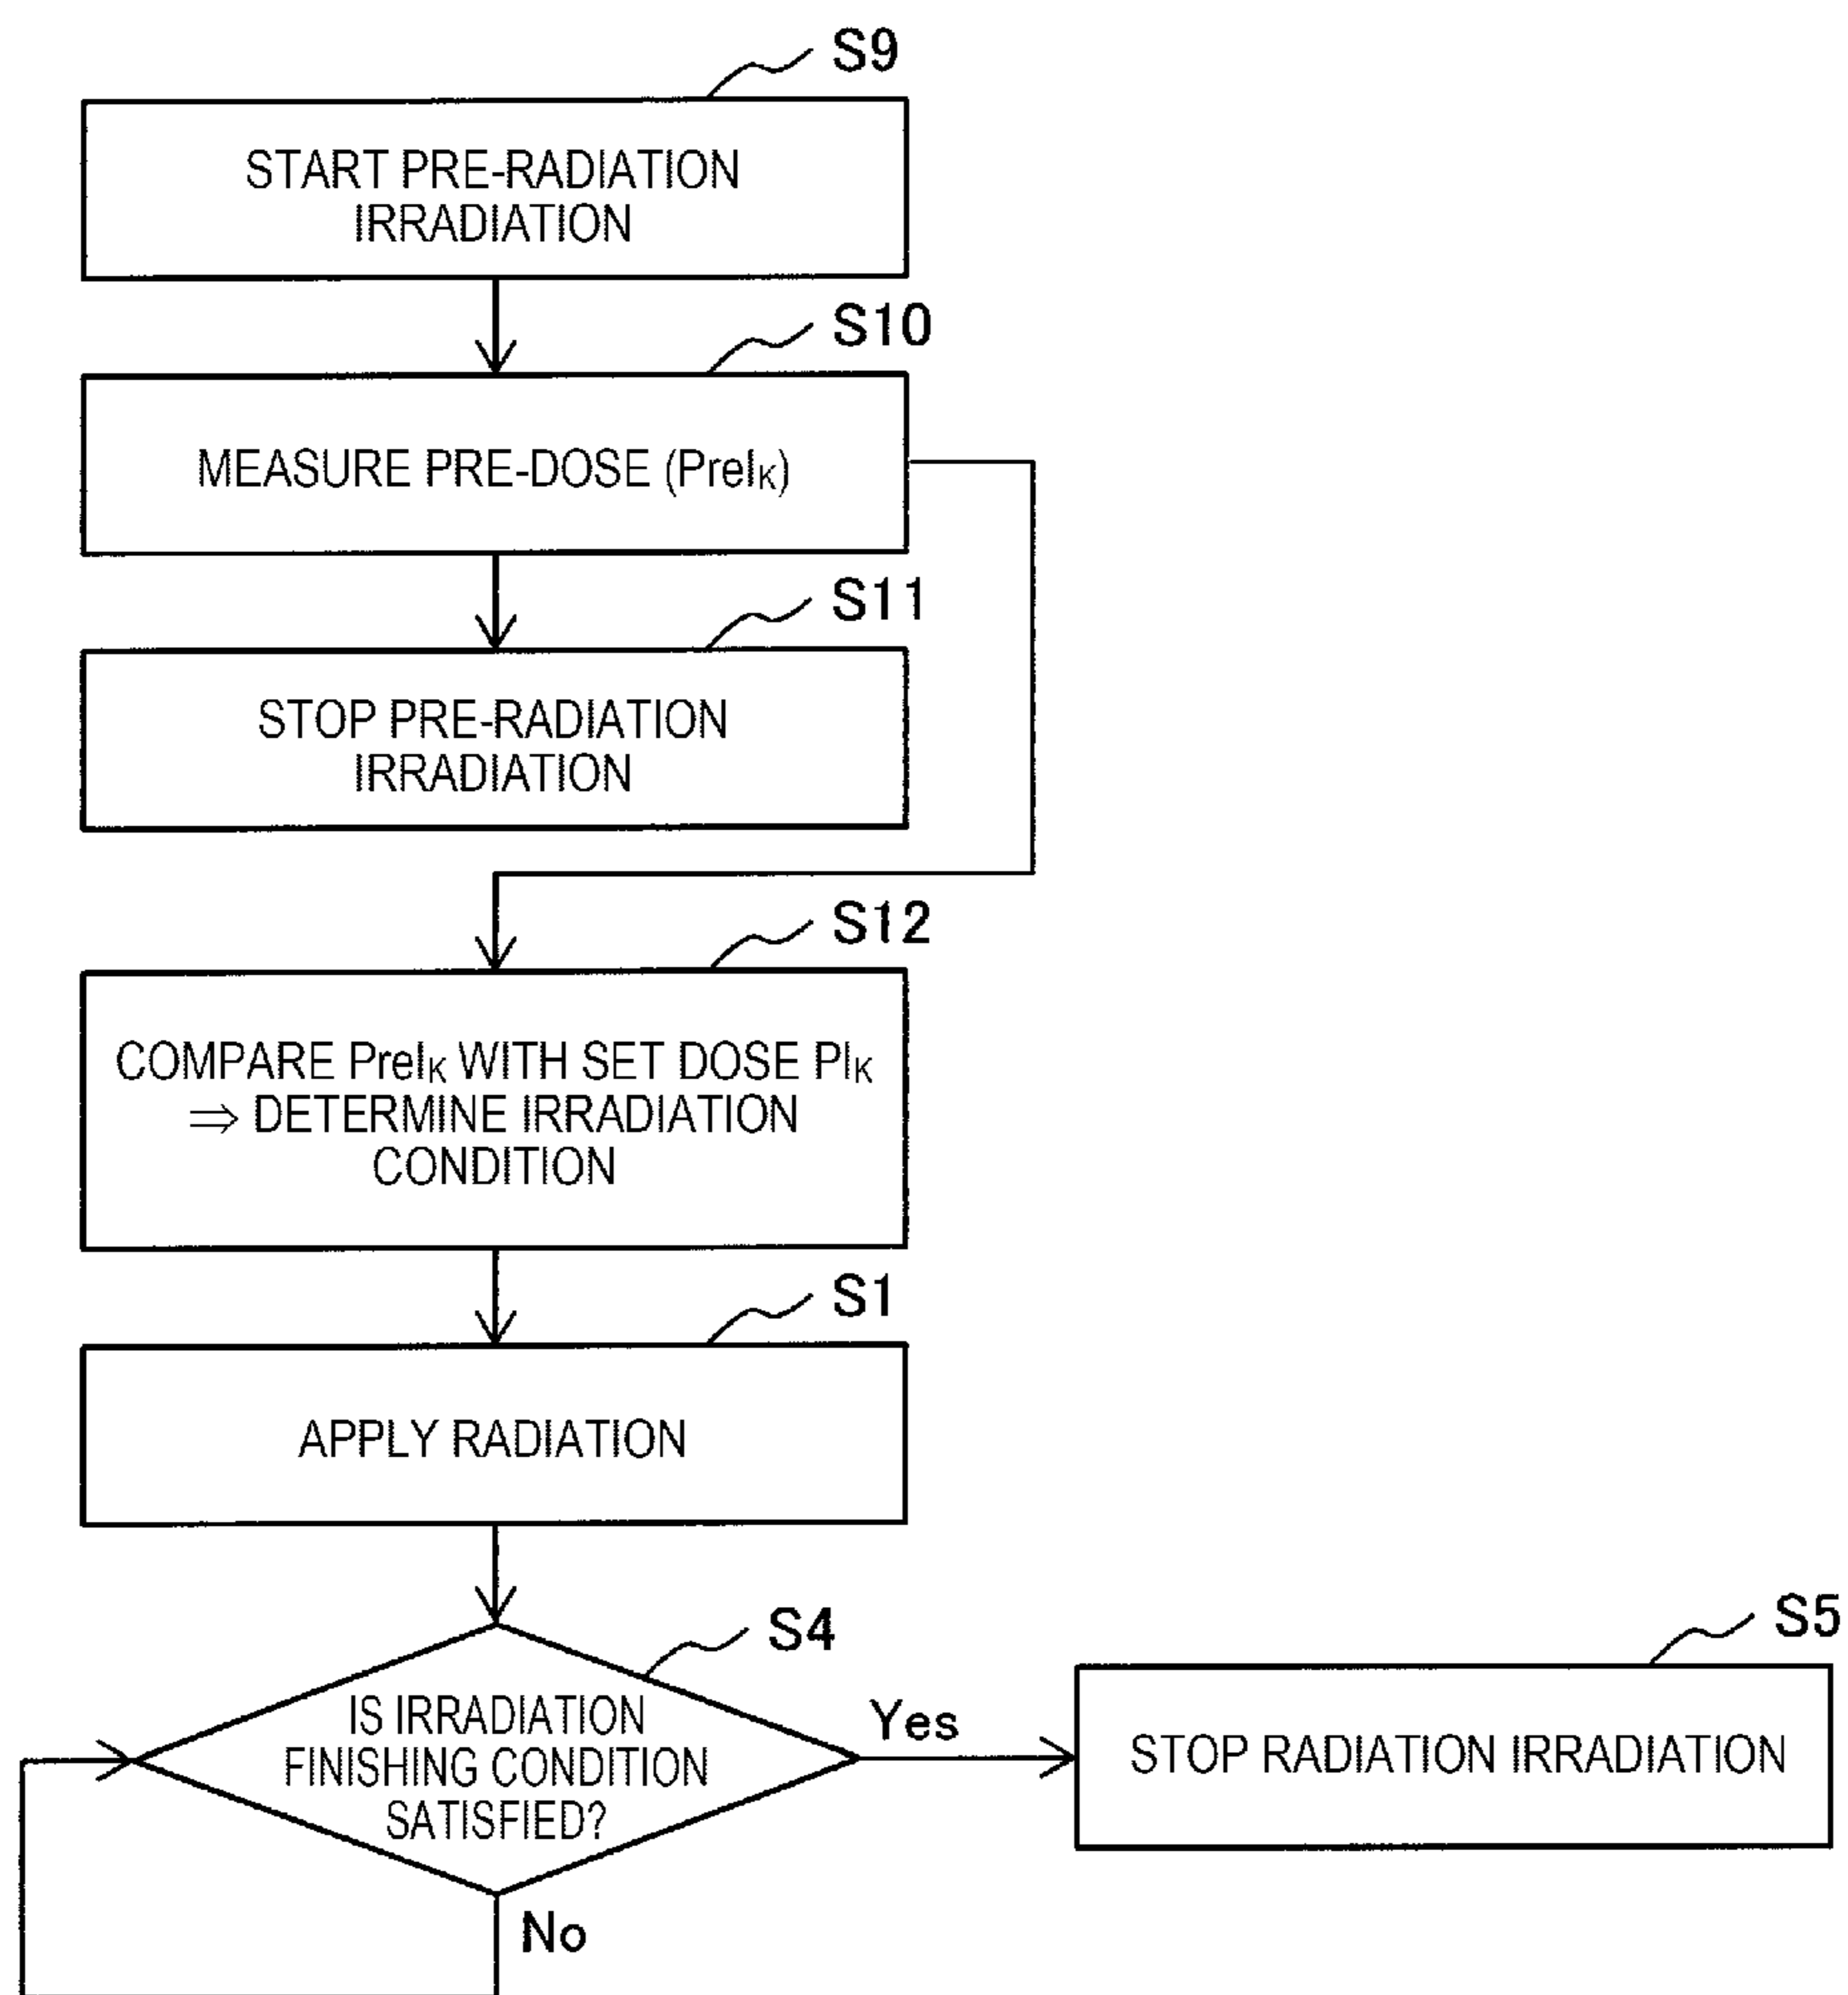 S9
START PRE-RADIATION
IRRADIATION
S10
MEASURE PRE-DOSE (PreIK)
S11
STOP PRE-RADIATION
IRRADIATION
S12
COMPARE PreIK WITH SET DOSE PIK
⇒ DETERMINE IRRADIATION
CONDITION
S1
APPLY RADIATION
S4
IS IRRADIATION
FINISHING CONDITION
SATISFIED?
Yes
No
S5
STOP RADIATION IRRADIATION